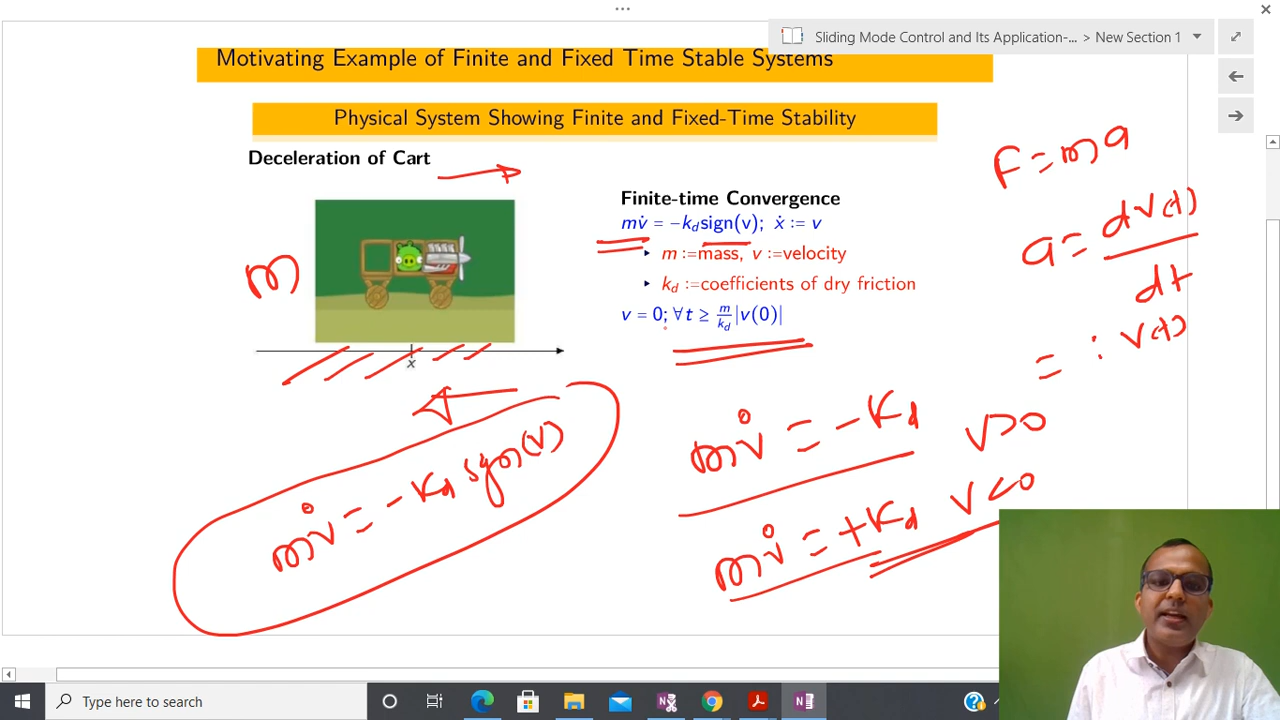 Sliding Mode Control and Its Application-... > New Section 1
Motivating Example of Finite and Fixed Time Stable Systems
Physical System Showing Finite and Fixed-Time Stability
Deceleration of Cart
F = ma
Finite-time Convergence
mv̇ = −k_d sign(v); ẋ := v
m :=mass, v :=velocity
k_d :=coefficients of dry friction
v = 0; ∀ t ≥ m/k_d |v(0)|
m
x
a = dv(t)/dt
= v̇(t)
mv̇ = −k_d v>0
mv̇ = +k_d v<0
mv̇ = −k_d sgn(v)
Type here to search